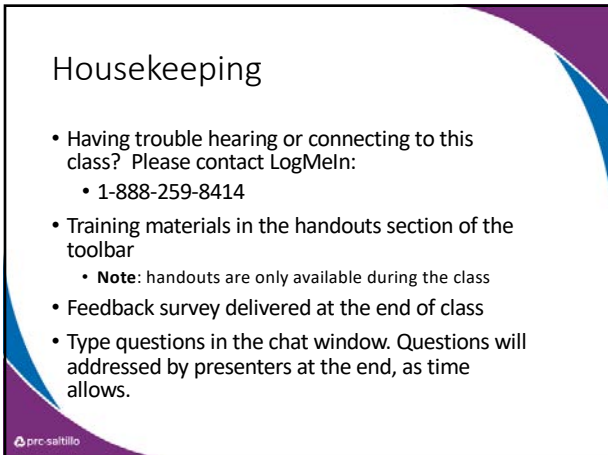 Housekeeping
• Having trouble hearing or connecting to this
class? Please contact LogMeIn:
• 1-888-259-8414
• Training materials in the handouts section of the
toolbar
• Note: handouts are only available during the class
• Feedback survey delivered at the end of class
• Type questions in the chat window. Questions will
addressed by presenters at the end, as time
allows.
prc-saltillo